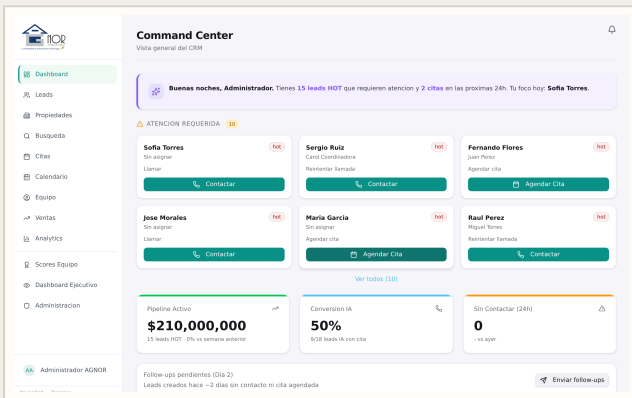 NOR
Dashboard
Leads
Propiedades
Busqueda
Citas
Calendario
Equipo
Ventas
Analytics
Scores Equipo
Dashboard Ejecutivo
Administracion
AA Administrador AGNOR
Command Center
Vista general del CRM
Buenas noches, Administrador. Tienes 15 leads HOT que requieren atencion y 2 citas en las proximas 24h. Tu foco hoy: Sofia Torres.
ATENCION REQUERIDA 10
Sofia Torres hot
Sin asignar
Llamar
Contactar
Sergio Ruiz hot
Carol Coordinadora
Reintentar llamada
Contactar
Fernando Flores hot
Juan Perez
Agendar cita
Agendar Cita
Jose Morales hot
Sin asignar
Llamar
Contactar
Maria Garcia hot
Sin asignar
Agendar cita
Agendar Cita
Raul Perez hot
Miguel Torres
Reintentar llamada
Contactar
Ver todos (10)
Pipeline Activo
$210,000,000
15 leads HOT · 0% vs semana anterior
Conversion IA
50%
9/18 leads IA con cita
Sin Contactar (24h)
0
- vs ayer
Follow-ups pendientes (Día 2)
Leads creados hace ~2 días sin contacto ni cita agendada
Enviar follow-ups